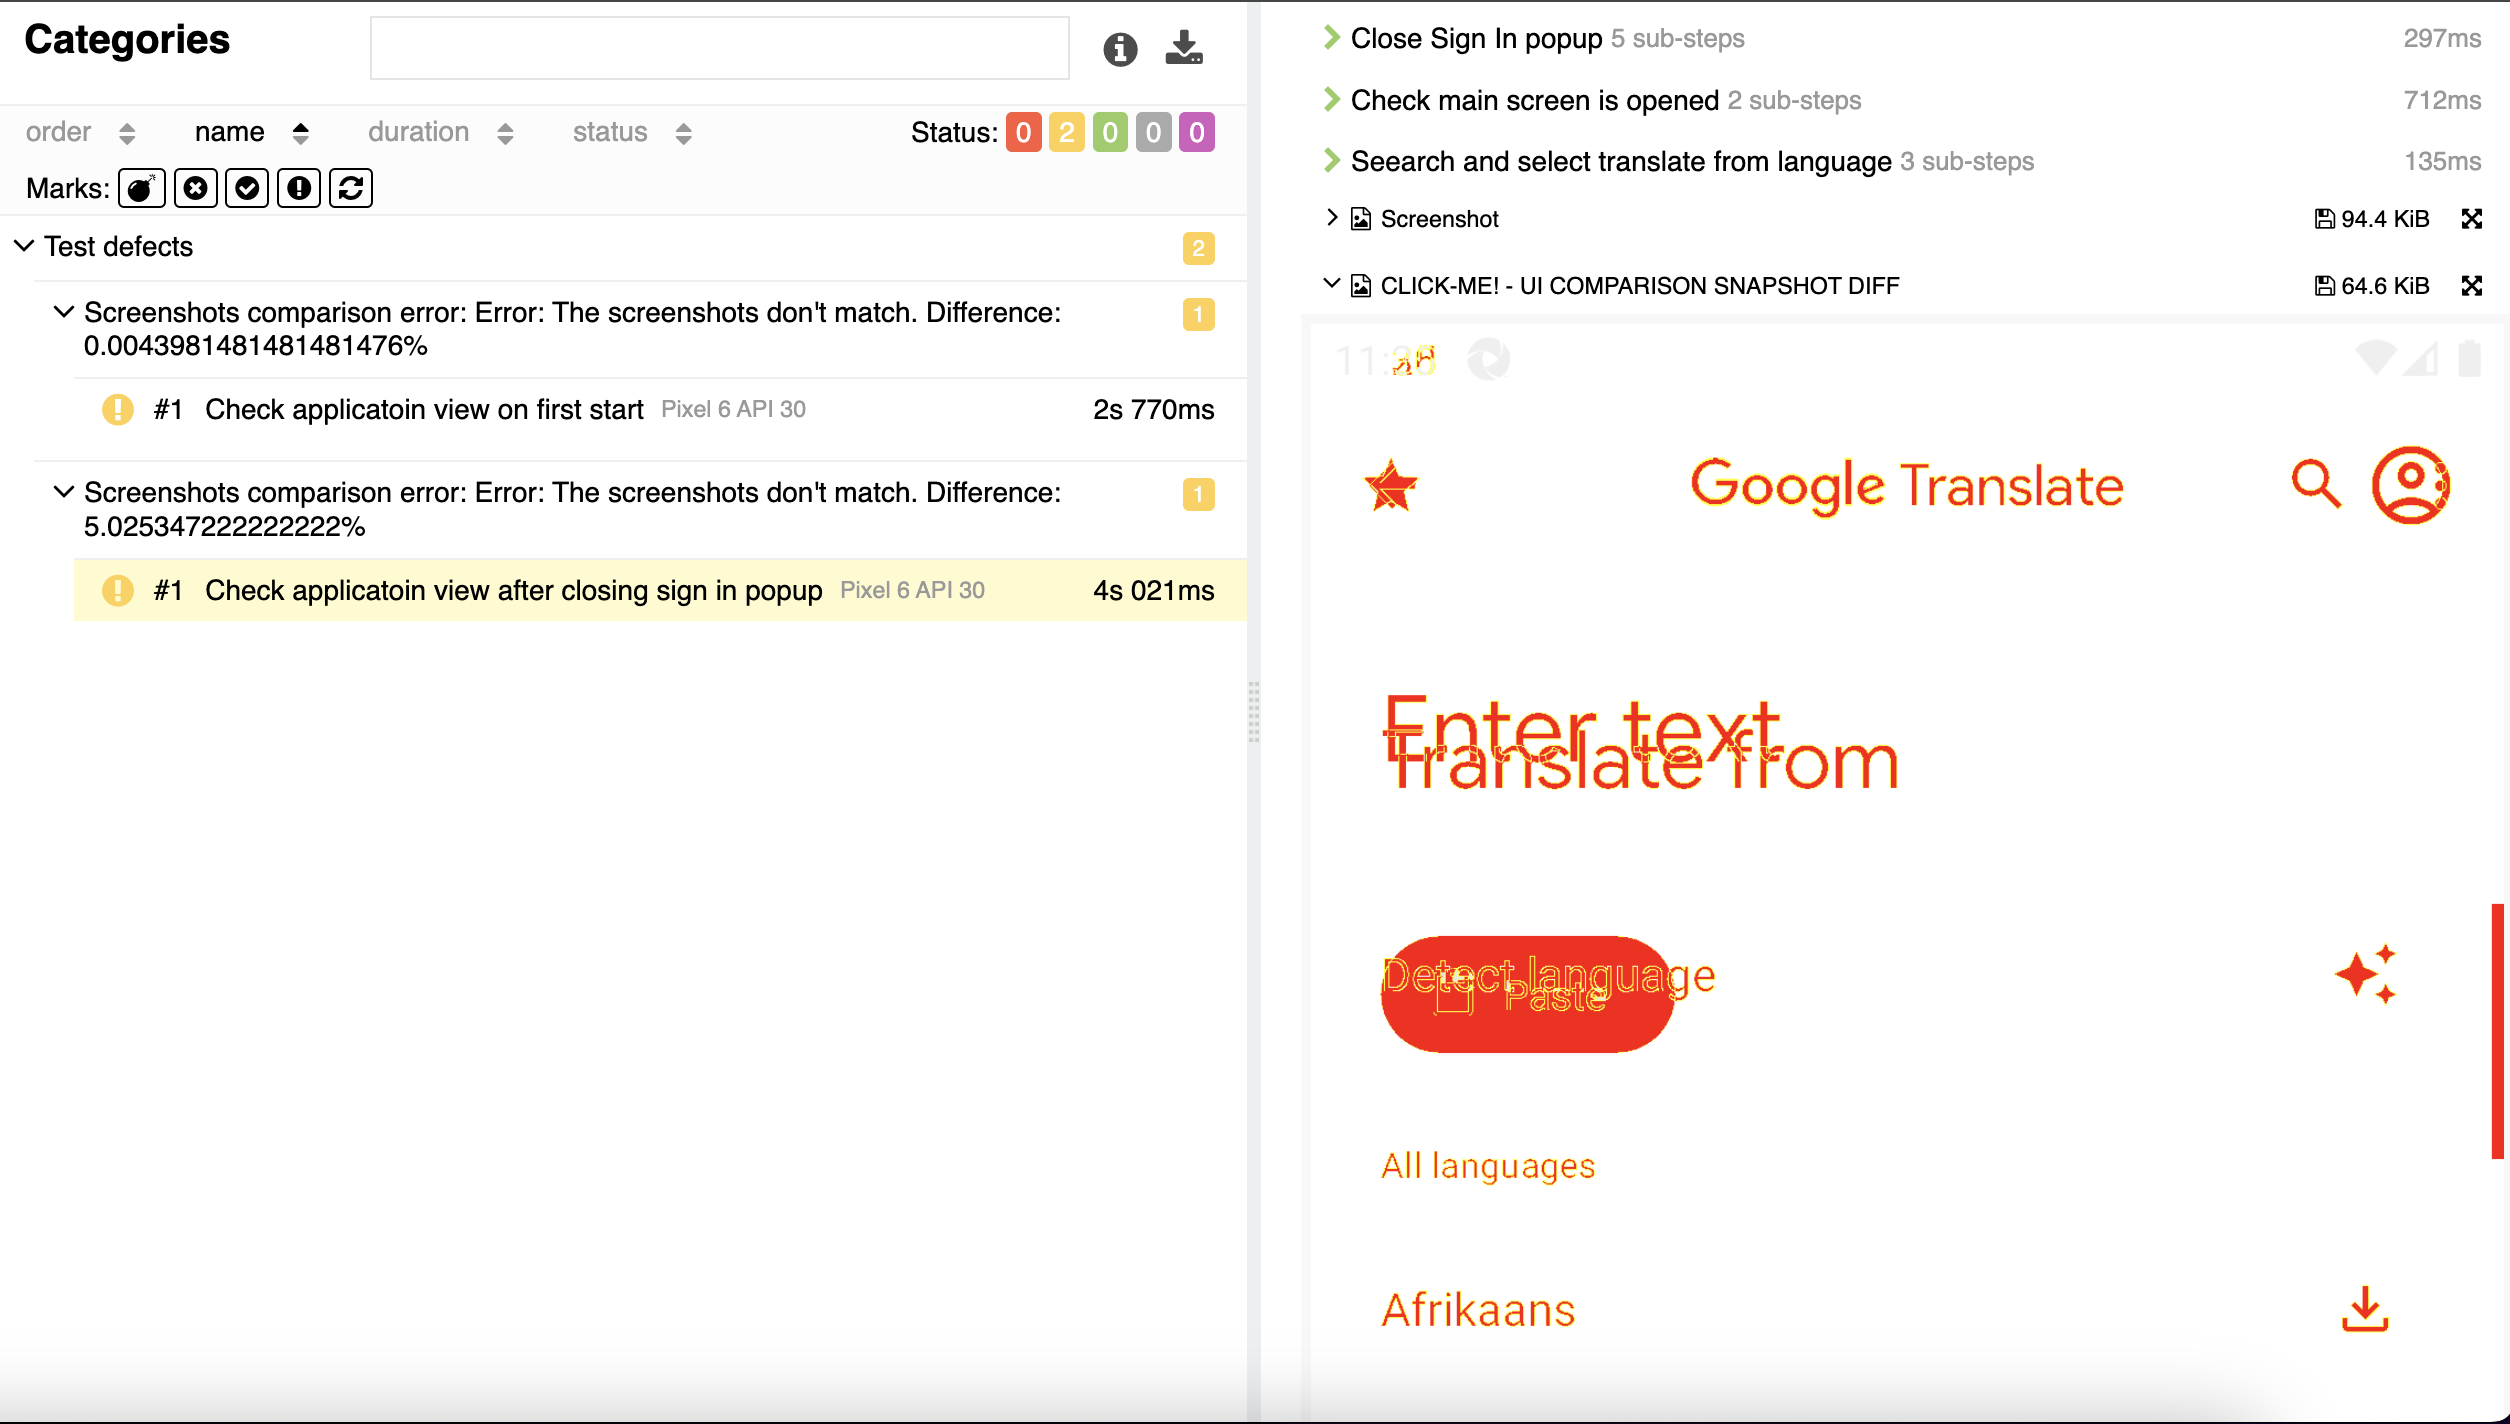 Categories
order name duration status Status: 0 2 0 0 0
Marks:
Test defects 2
Screenshots comparison error: Error: The screenshots don't match. Difference: 1
0.0043981481481481476%
#1 Check applicatoin view on first start Pixel 6 API 30 2s 770ms
Screenshots comparison error: Error: The screenshots don't match. Difference: 1
5.025347222222222%
#1 Check applicatoin view after closing sign in popup Pixel 6 API 30 4s 021ms
Close Sign In popup 5 sub-steps 297ms
Check main screen is opened 2 sub-steps 712ms
Seearch and select translate from language 3 sub-steps 135ms
Screenshot 94.4 KiB
CLICK-ME! - UI COMPARISON SNAPSHOT DIFF 64.6 KiB
11:
Google Translate
Enter text
Translate from
Detect language
Paste
All languages
Afrikaans